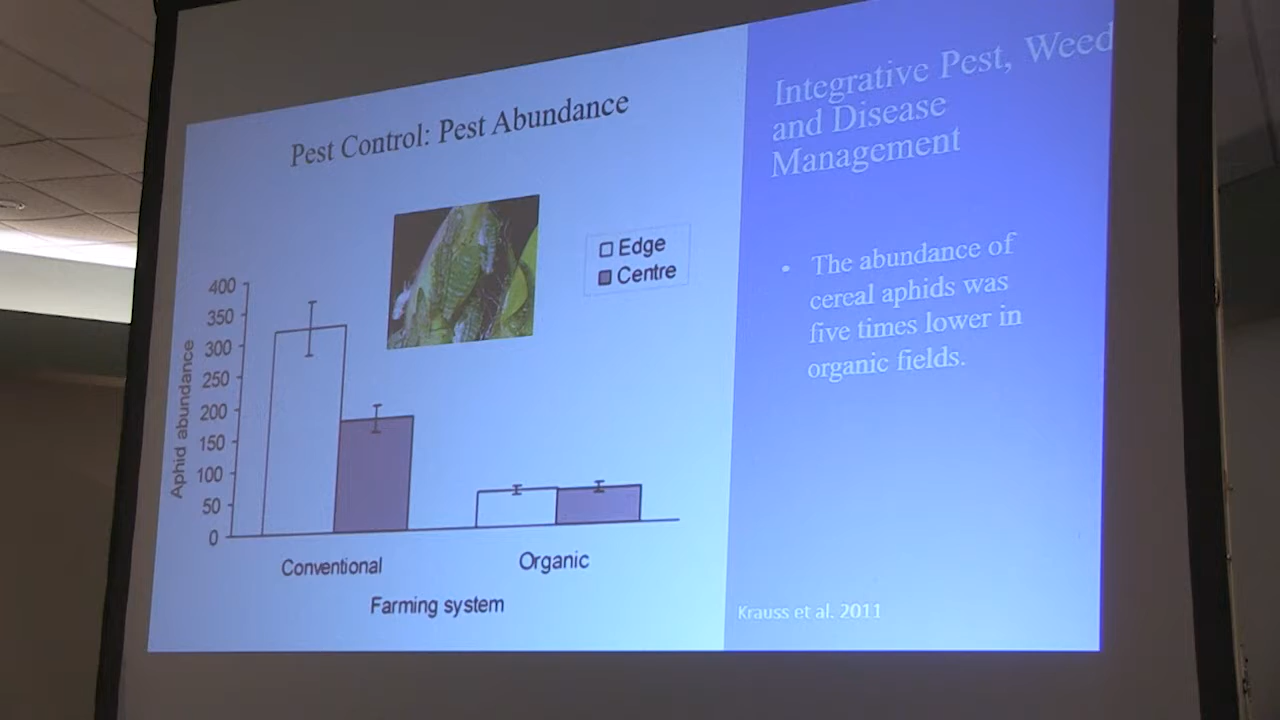 Pest Control: Pest Abundance
Edge
Centre
400
350
300
250
200
150
100
50
0
Aphid abundance
Conventional
Organic
Farming system
Integrative Pest, Weed
and Disease
Management
• The abundance of
cereal aphids was
five times lower in
organic fields.
Krauss et al. 2011